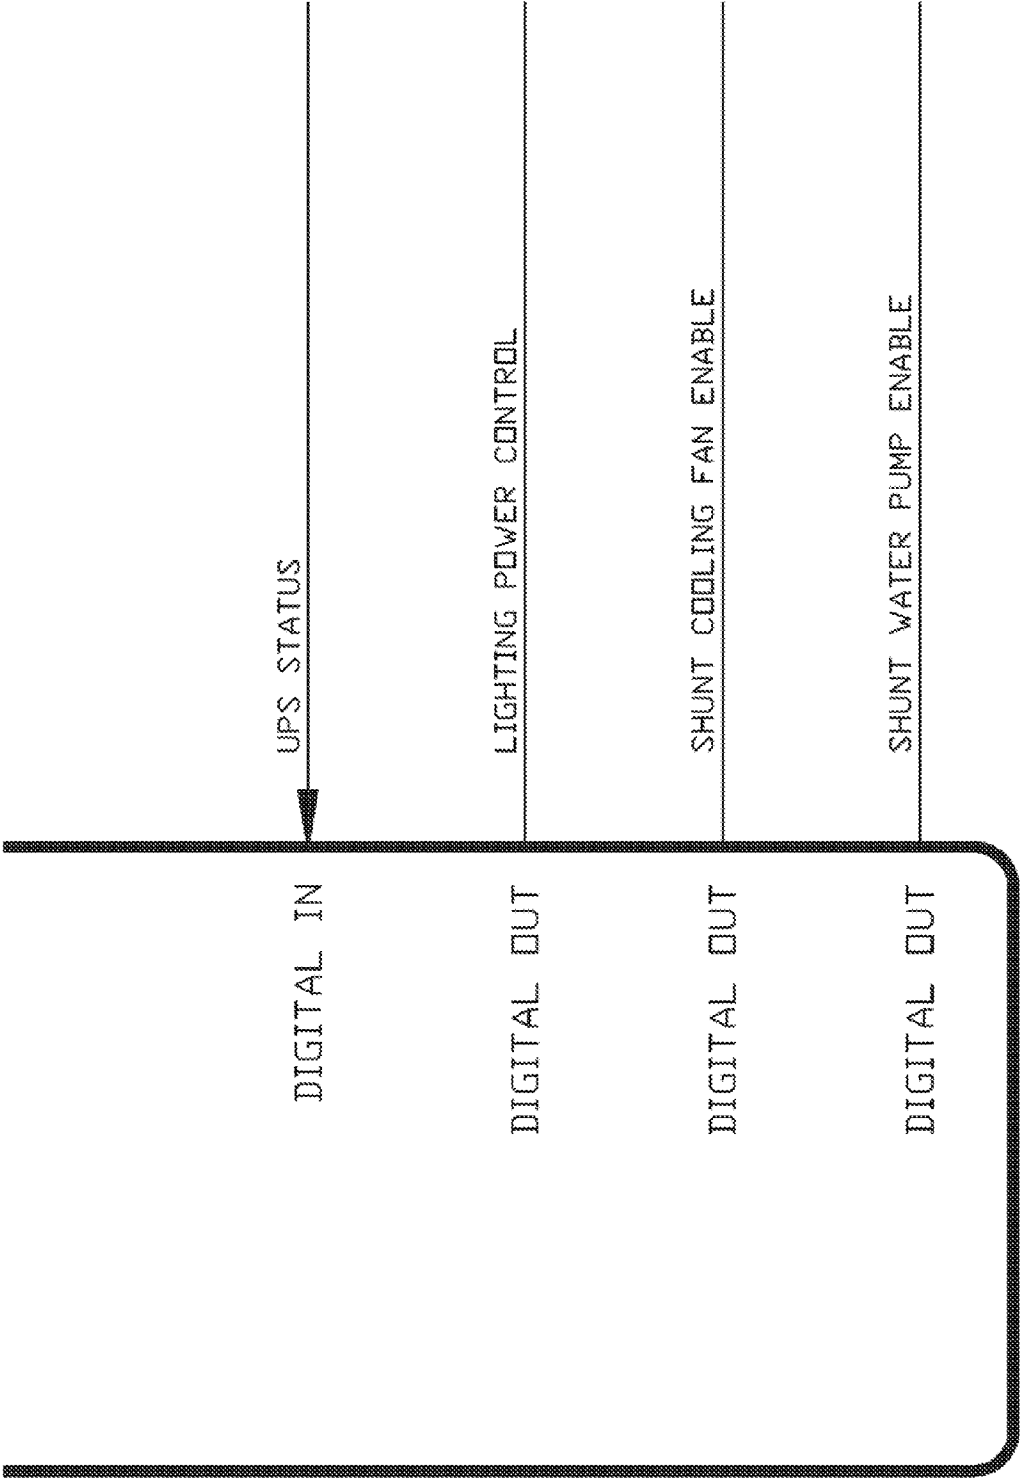 DIGITAL IN
UPS STATUS
DIGITAL OUT
LIGHTING POWER CONTROL
DIGITAL OUT
SHUNT COOLING FAN ENABLE
DIGITAL OUT
SHUNT WATER PUMP ENABLE